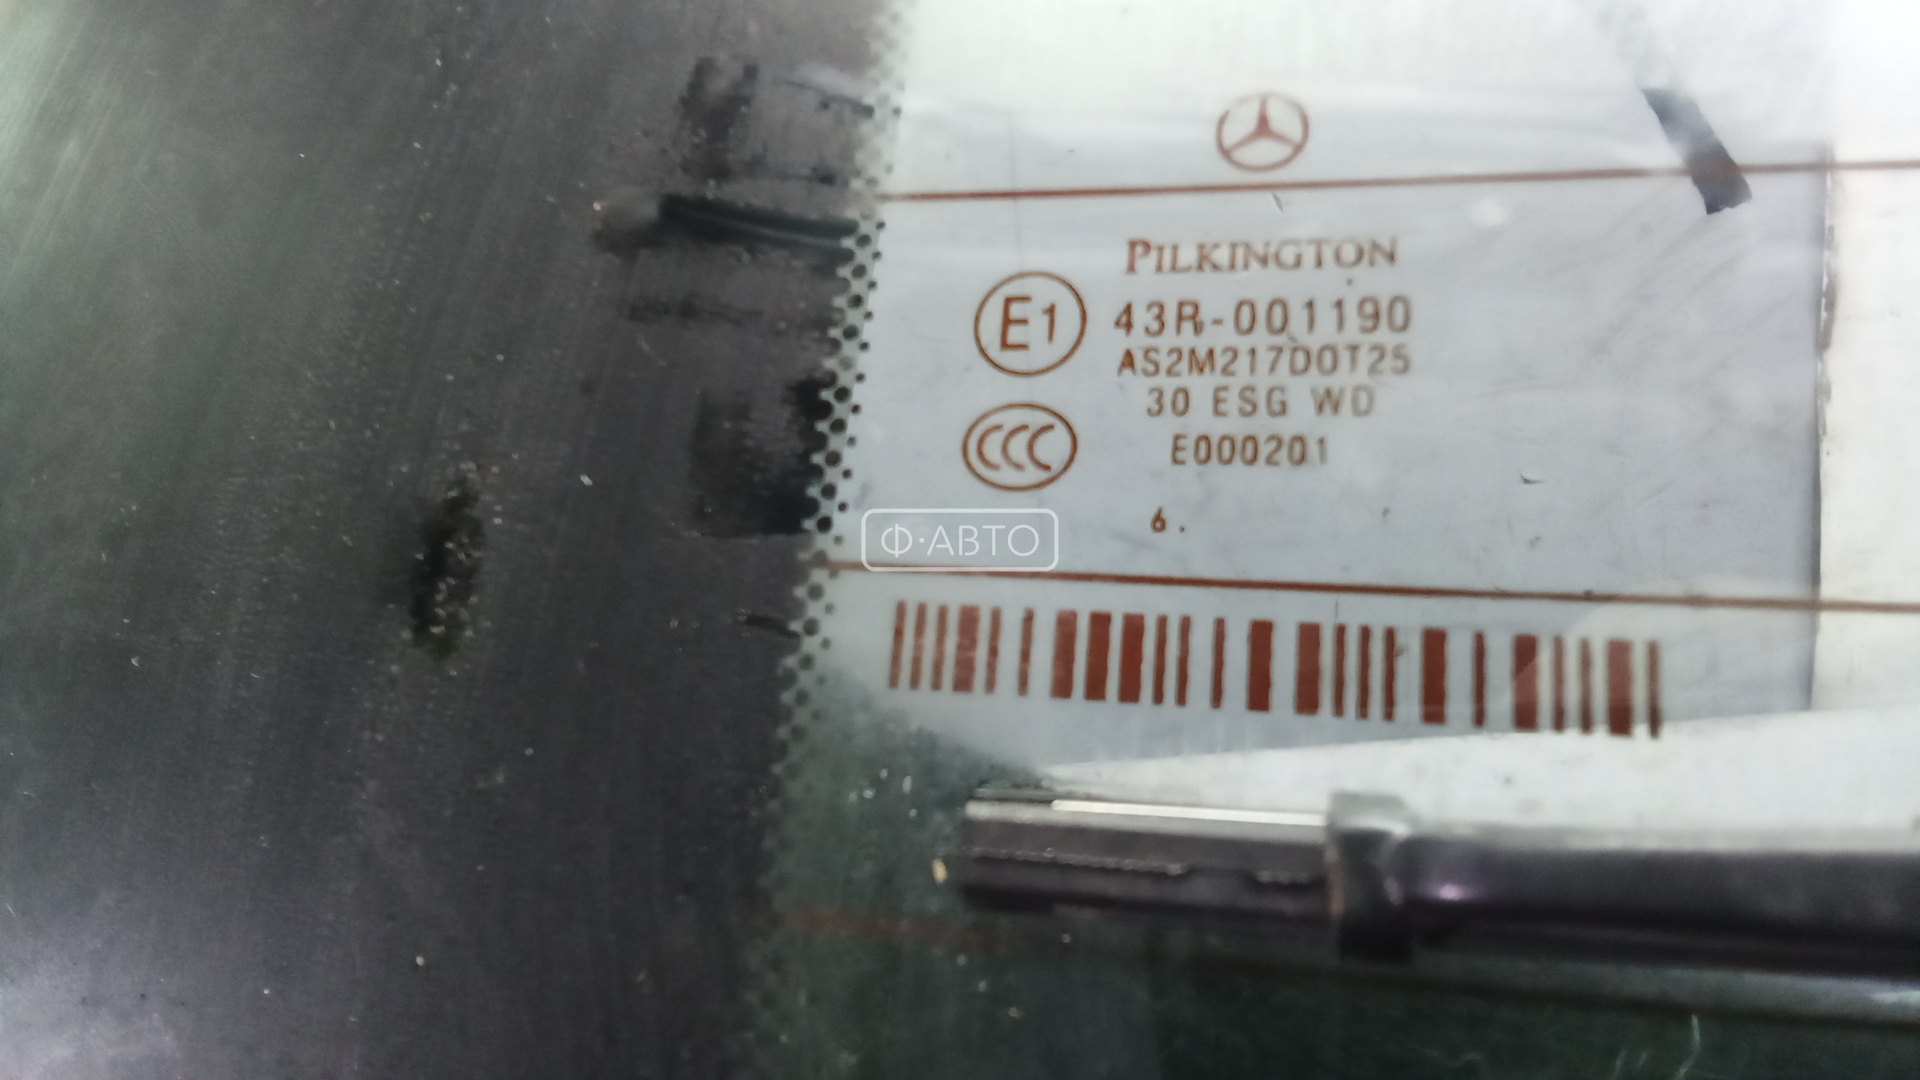 PILKINGTON
E1 43R-001190
AS2M217DOT25
30 ESG WD
CCC E000201
6.
Ф·АВТО